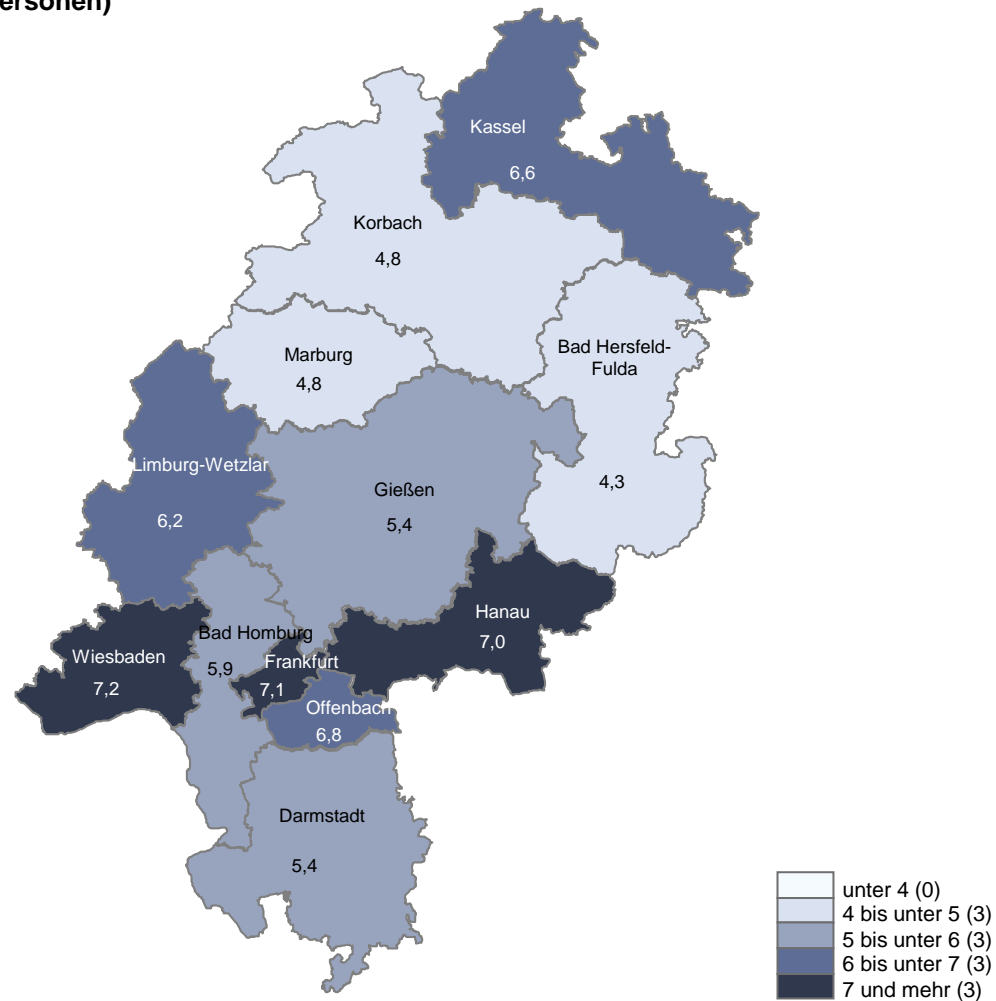 ersonen)
Kassel
6,6
Korbach
4,8
Marburg
4,8
Bad Hersfeld-
Fulda
4,3
Limburg-Wetzlar
6,2
Gießen
5,4
Hanau
7,0
Bad Homburg
5,9
Wiesbaden
7,2
Frankfurt
7,1
Offenbach
6,8
Darmstadt
5,4
unter 4 (0)
4 bis unter 5 (3)
5 bis unter 6 (3)
6 bis unter 7 (3)
7 und mehr (3)